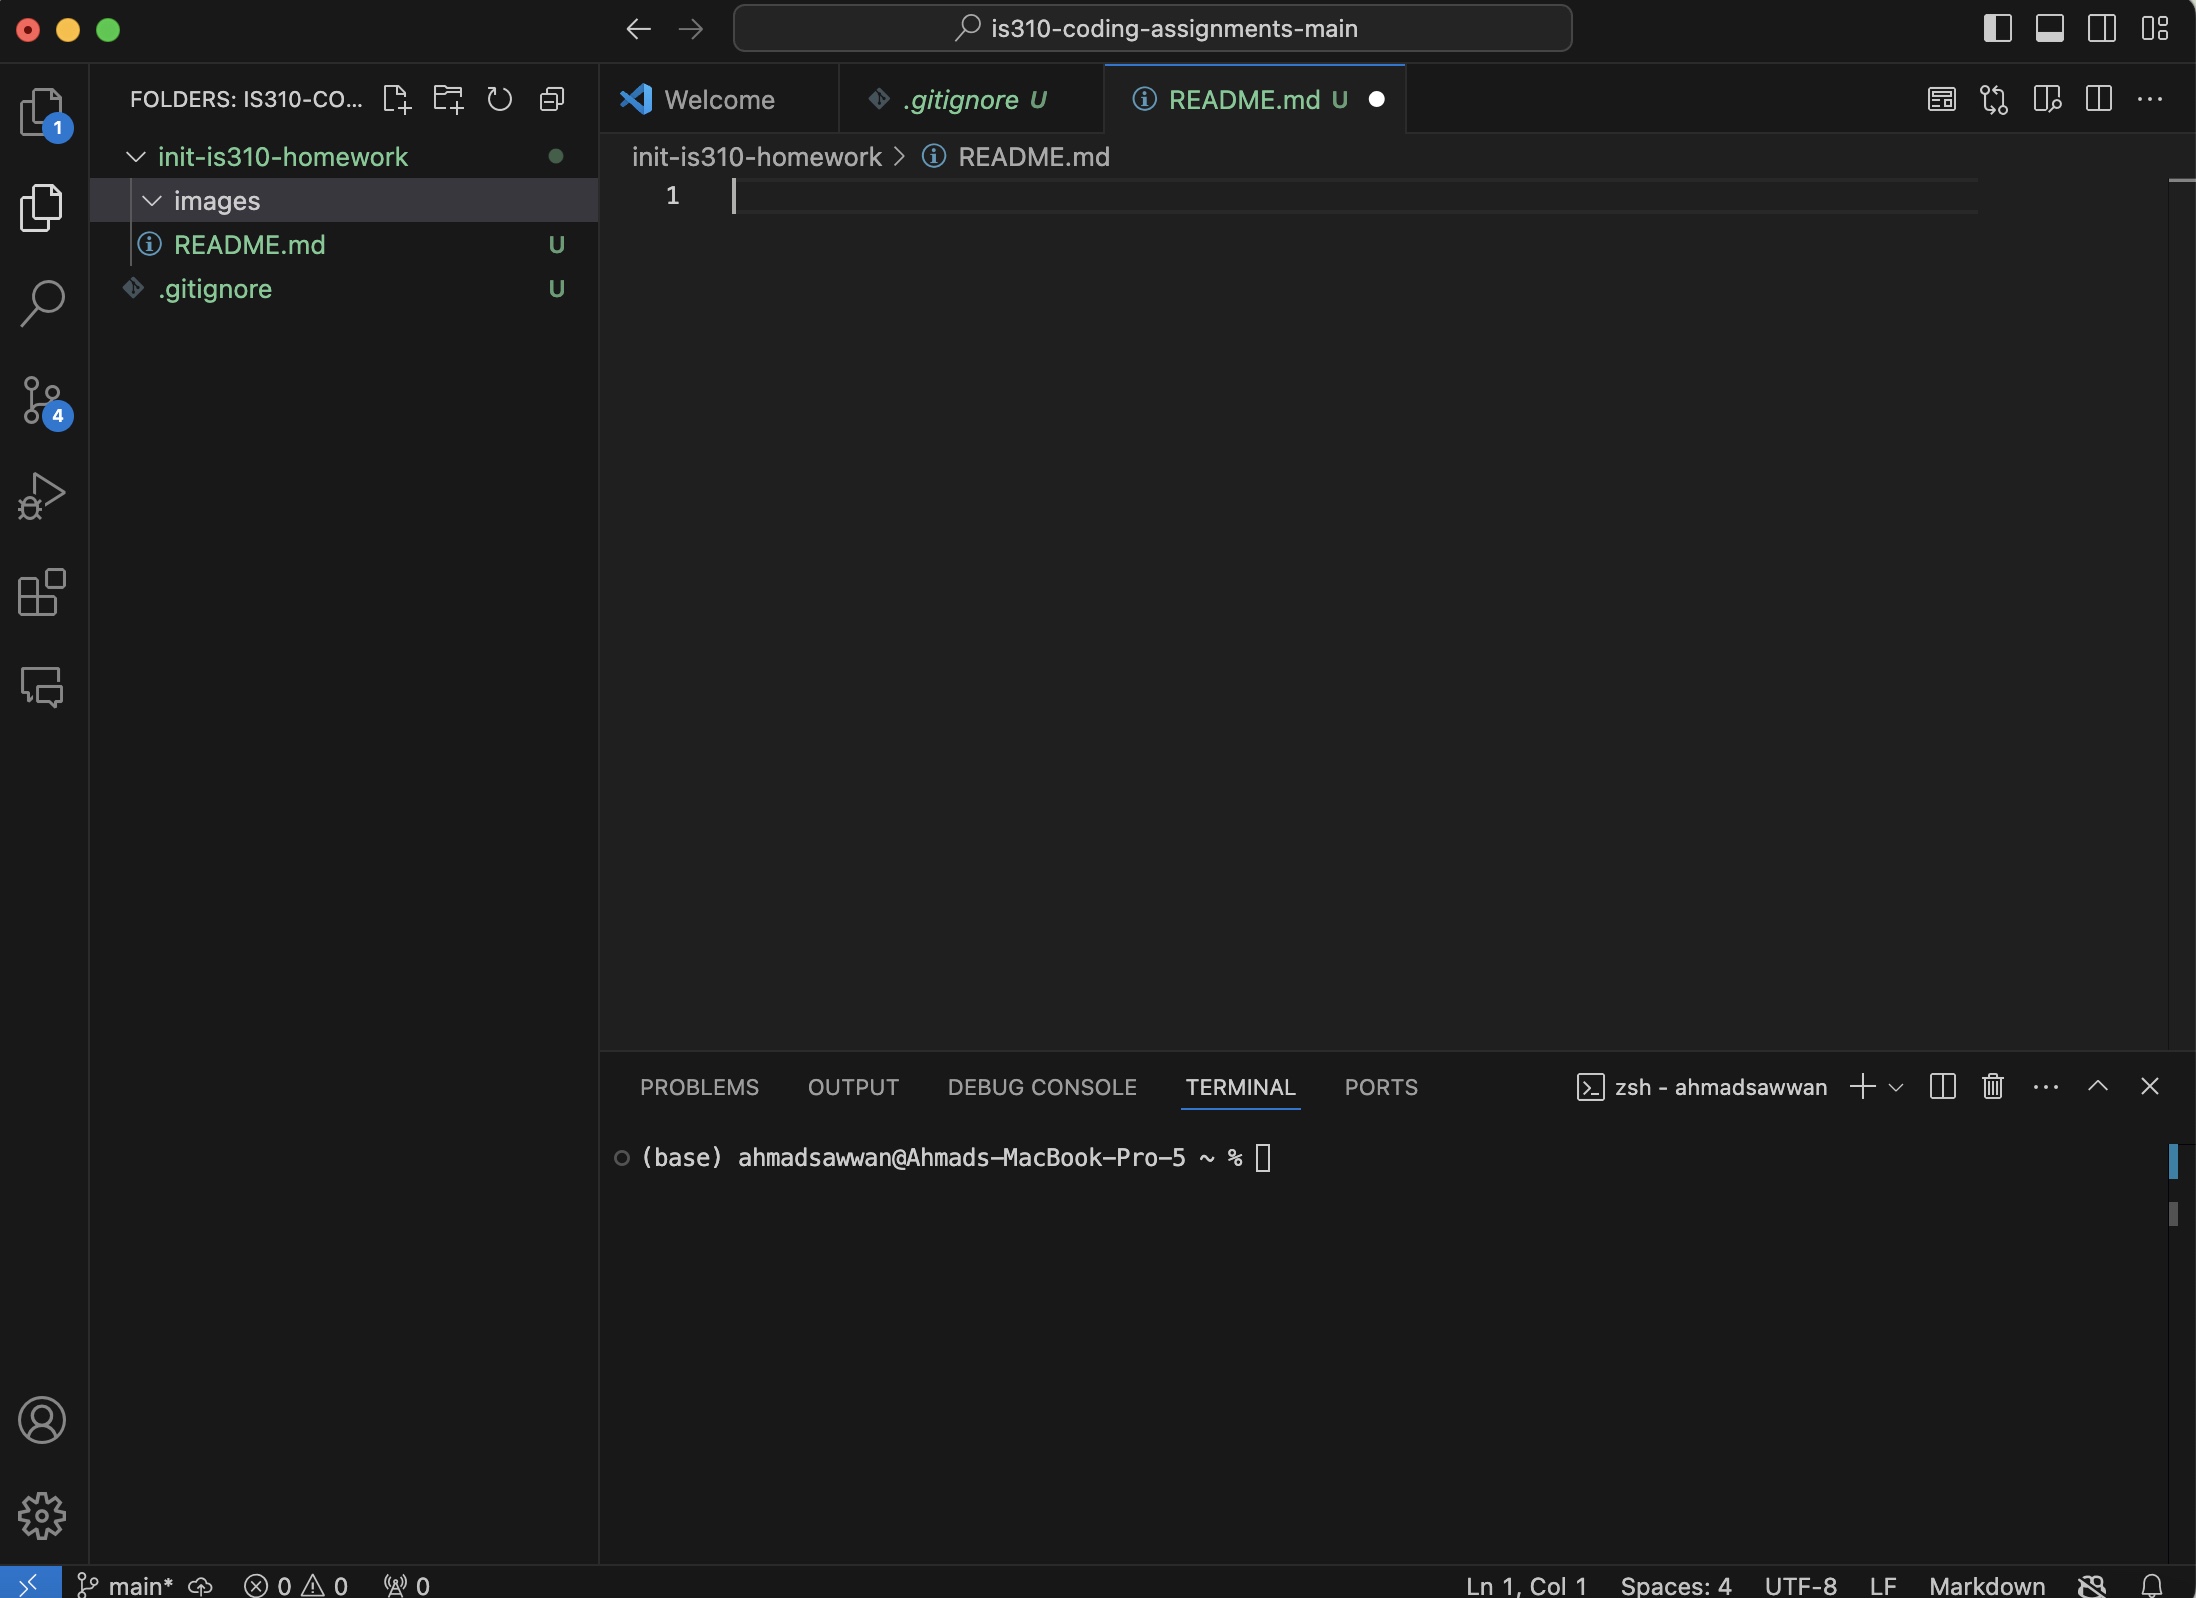 is310-coding-assignments-main
FOLDERS: IS310-CO...
Welcome
.gitignore U
README.md U
1
init-is310-homework
images
README.md U
.gitignore U
4
init-is310-homework > README.md
1
PROBLEMS OUTPUT DEBUG CONSOLE TERMINAL PORTS
zsh - ahmadsawwan
(base) ahmadsawwan@Ahmads-MacBook-Pro-5 ~ %
main* 0 0 0 Ln 1, Col 1 Spaces: 4 UTF-8 LF Markdown